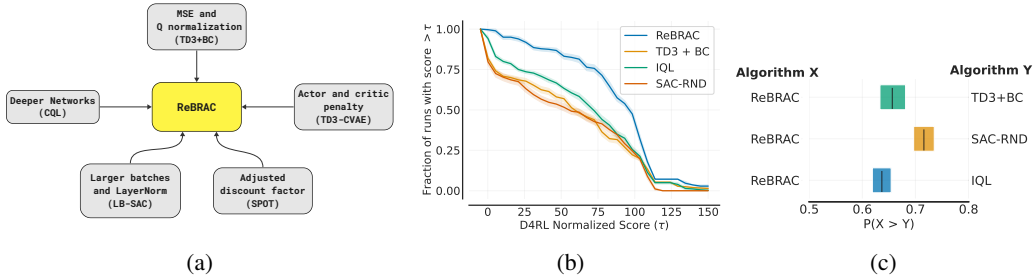 MSE and
Q normalization
(TD3+BC)
Deeper Networks
(CQL)
ReBRAC
Actor and critic
penalty
(TD3-CVAE)
Larger batches
and LayerNorm
(LB-SAC)
Adjusted
discount factor
(SPOT)
(a)
Fraction of runs with score > τ
1.00
0.75
0.50
0.25
0.00
ReBRAC
TD3 + BC
IQL
SAC-RND
0 25 50 75 100 125 150
D4RL Normalized Score (τ)
(b)
Algorithm X Algorithm Y
ReBRAC TD3+BC
ReBRAC SAC-RND
ReBRAC IQL
0.5 0.6 0.7 0.8
P(X > Y)
(c)